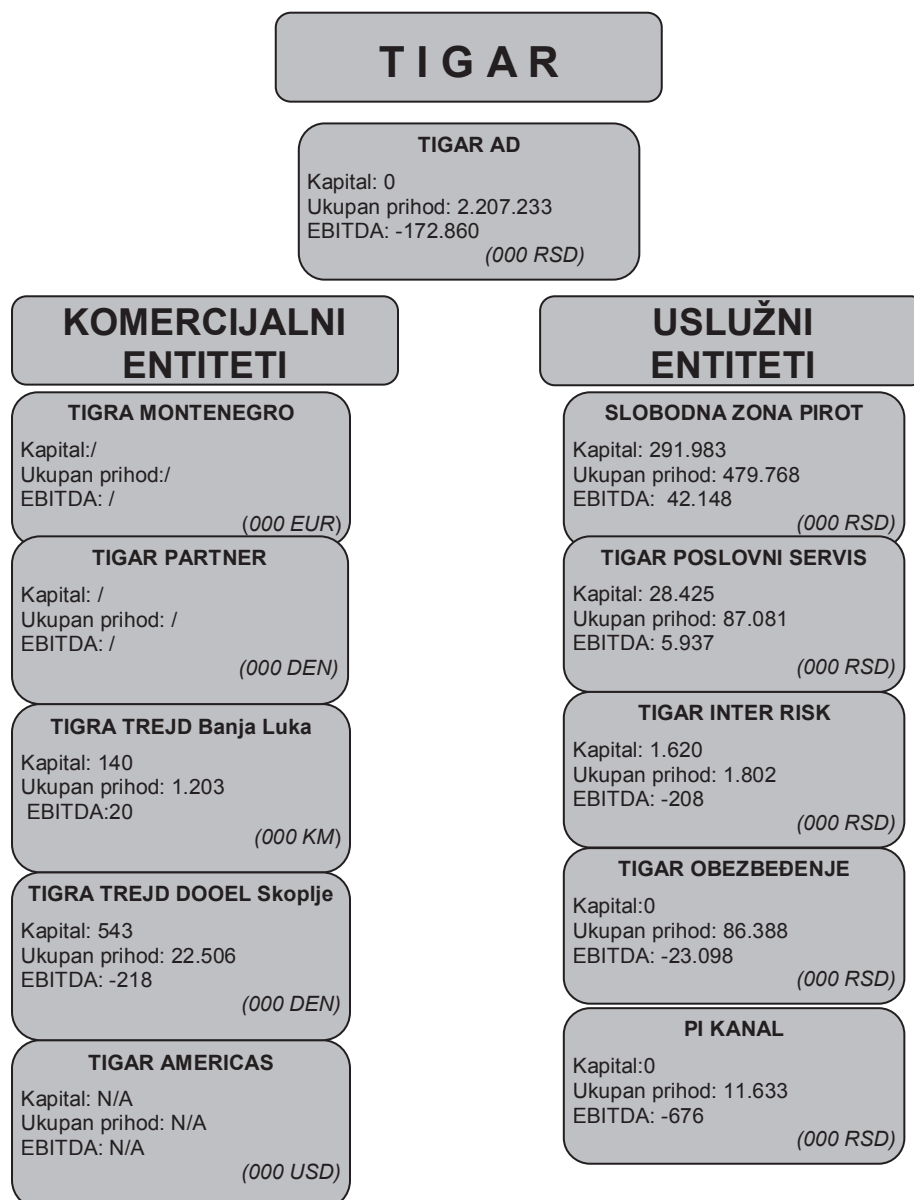 T I G A R
TIGAR AD
Kapital: 0
Ukupan prihod: 2.207.233
EBITDA: -172.860
(000 RSD)
KOMERCIJALNI
ENTITETI
TIGRA MONTENEGRO
Kapital:/
Ukupan prihod:/
EBITDA: /
(000 EUR)
TIGAR PARTNER
Kapital: /
Ukupan prihod: /
EBITDA: /
(000 DEN)
TIGRA TREJD Banja Luka
Kapital: 140
Ukupan prihod: 1.203
EBITDA:20
(000 KM)
TIGRA TREJD DOOEL Skoplje
Kapital: 543
Ukupan prihod: 22.506
EBITDA: -218
(000 DEN)
TIGAR AMERICAS
Kapital: N/A
Ukupan prihod: N/A
EBITDA: N/A
(000 USD)
USLUŽNI
ENTITETI
SLOBODNA ZONA PIROT
Kapital: 291.983
Ukupan prihod: 479.768
EBITDA:  42.148
(000 RSD)
TIGAR POSLOVNI SERVIS
Kapital: 28.425
Ukupan prihod: 87.081
EBITDA: 5.937
(000 RSD)
TIGAR INTER RISK
Kapital: 1.620
Ukupan prihod: 1.802
EBITDA: -208
(000 RSD)
TIGAR OBEZBEĐENJE
Kapital:0
Ukupan prihod: 86.388
EBITDA: -23.098
(000 RSD)
PI KANAL
Kapital:0
Ukupan prihod: 11.633
EBITDA: -676
(000 RSD)